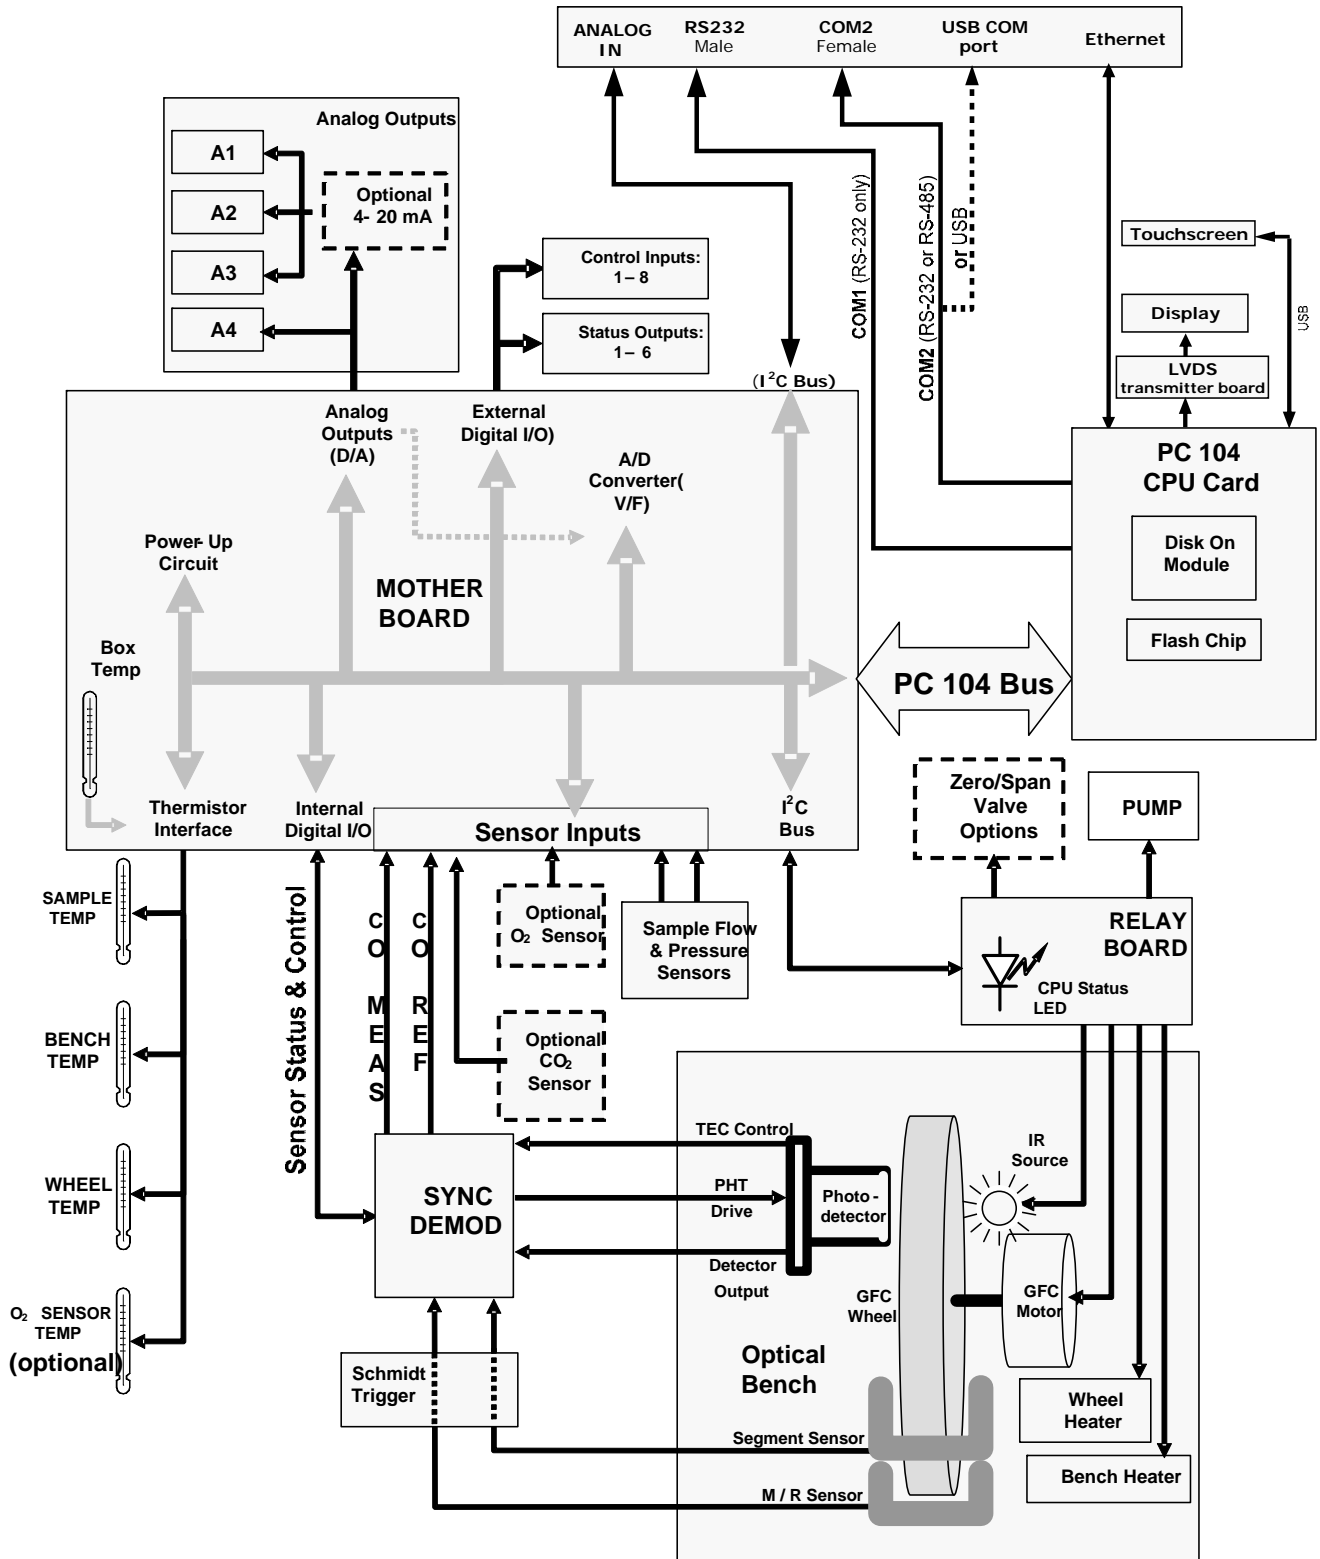 ANALOG
IN
RS232
Male
COM2
Female
USB COM
port
Ethernet
Analog Outputs
A1
A2
A3
A4
Optional
4- 20 mA
Control Inputs:
1 – 8
Status Outputs:
1 – 6
COM1 (RS-232 only)
COM2 (RS-232 or RS-485)
or USB
Touchscreen
USB
Display
LVDS
transmitter board
(I²C Bus)
PC 104
CPU Card
Disk On
Module
Flash Chip
Analog
Outputs
(D/A)
External
Digital I/O)
A/D
Converter(
V/F)
Power- Up
Circuit
MOTHER
BOARD
Box
Temp
PC 104 Bus
Thermistor
Interface
Internal
Digital I/O
Sensor Inputs
I²C
Bus
Zero/Span
Valve
Options
PUMP
SAMPLE
TEMP
BENCH
TEMP
WHEEL
TEMP
O₂ SENSOR
TEMP
(optional)
Sensor Status & Control
CO MEAS
CO REF
Optional
O₂ Sensor
Sample Flow
& Pressure
Sensors
Optional
CO₂
Sensor
RELAY
BOARD
CPU Status
LED
SYNC
DEMOD
TEC Control
PHT
Drive
Detector
Output
Photo -
detector
IR
Source
GFC
Wheel
GFC
Motor
Optical
Bench
Schmidt
Trigger
Wheel
Heater
Segment Sensor
Bench Heater
M / R Sensor